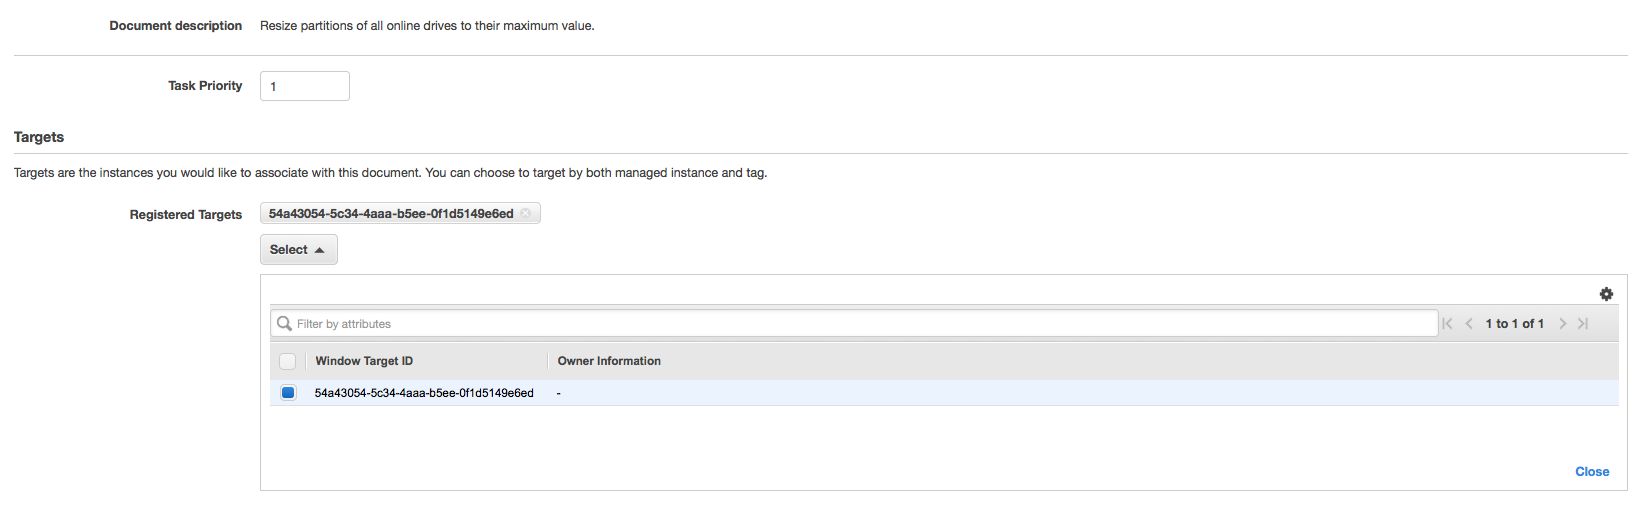 Document description Resize partitions of all online drives to their maximum value.
Task Priority 1
Targets
Targets are the instances you would like to associate with this document. You can choose to target by both managed instance and tag.
Registered Targets 54a43054-5c34-4aaa-b5ee-0f1d5149e6ed
Select
Filter by attributes 1 to 1 of 1
Window Target ID Owner Information
54a43054-5c34-4aaa-b5ee-0f1d5149e6ed -
Close